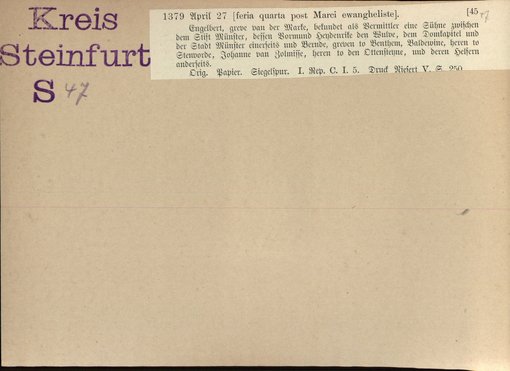 Kreis
Steinfurt
S 47
1379 April 27 [feria quarta post Marci ewangheliste]. [45
Engelbert, greve van der Marke, bekundet als Vermittler eine Sühne zwischen
dem Stift Münster, dessen Vormund Heydenrike den Wulve, dem Domkapitel und
der Stadt Münster einerseits und Bernde, greven to Benthem, Baldewine, heren to
Stenvorde, Johanne van Zolmisse, heren to den Ottensteyne, und deren Helfern
anderseits.
Orig. Papier. Siegelspur. I. Rep. C. I. 5. Druck Niesert V. S. 250